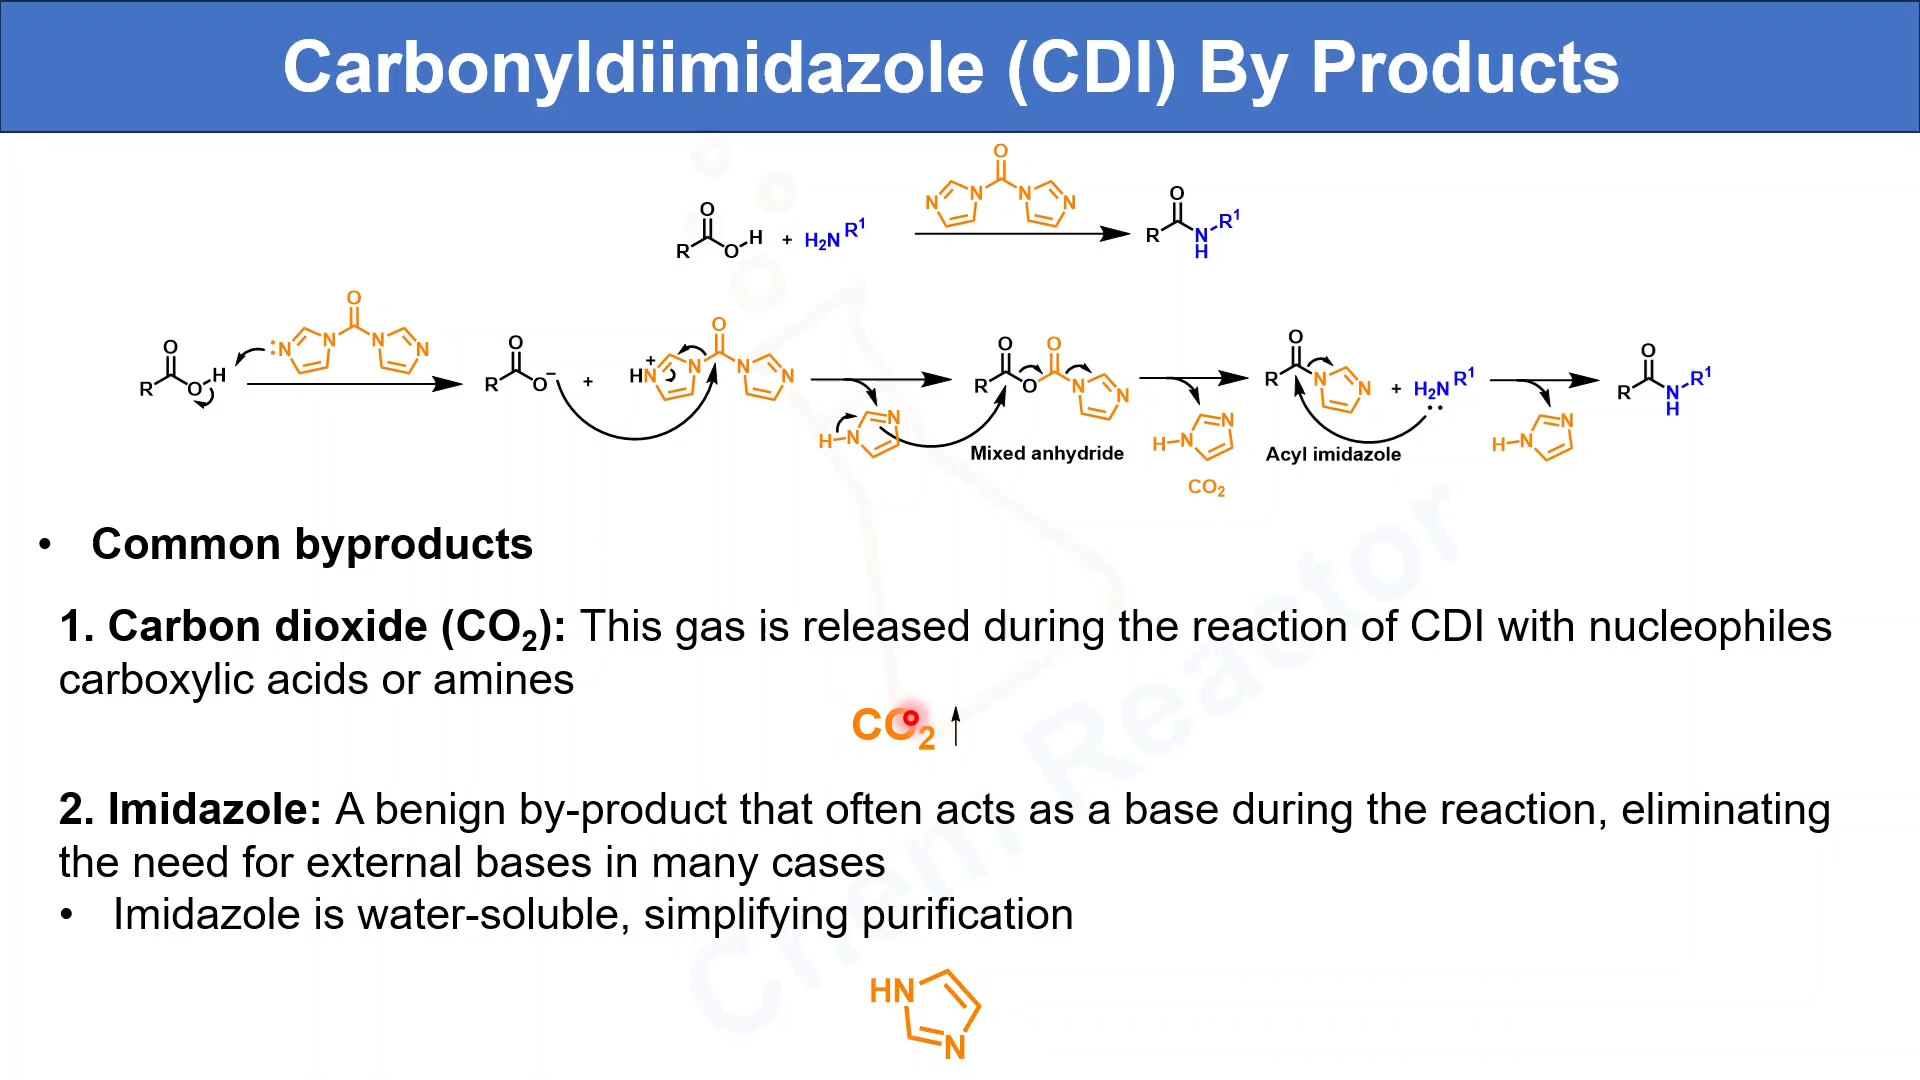 Carbonyldiimidazole (CDI) By Products
O
N N N N
O
R O H + H₂N R¹
O
R N R¹
H
O
R O H
:N N N N
O
R O⁻ + HN⁺ N N N
O
H N N
O O
R O N N
Mixed anhydride
H N N
CO₂
O
R N N + H₂N R¹
Acyl imidazole
H N N
O
R N R¹
H
• Common byproducts
1. Carbon dioxide (CO₂): This gas is released during the reaction of CDI with nucleophiles
carboxylic acids or amines
CO₂ ↑
2. Imidazole: A benign by-product that often acts as a base during the reaction, eliminating
the need for external bases in many cases
• Imidazole is water-soluble, simplifying purification
HN
N
Chem Reactor